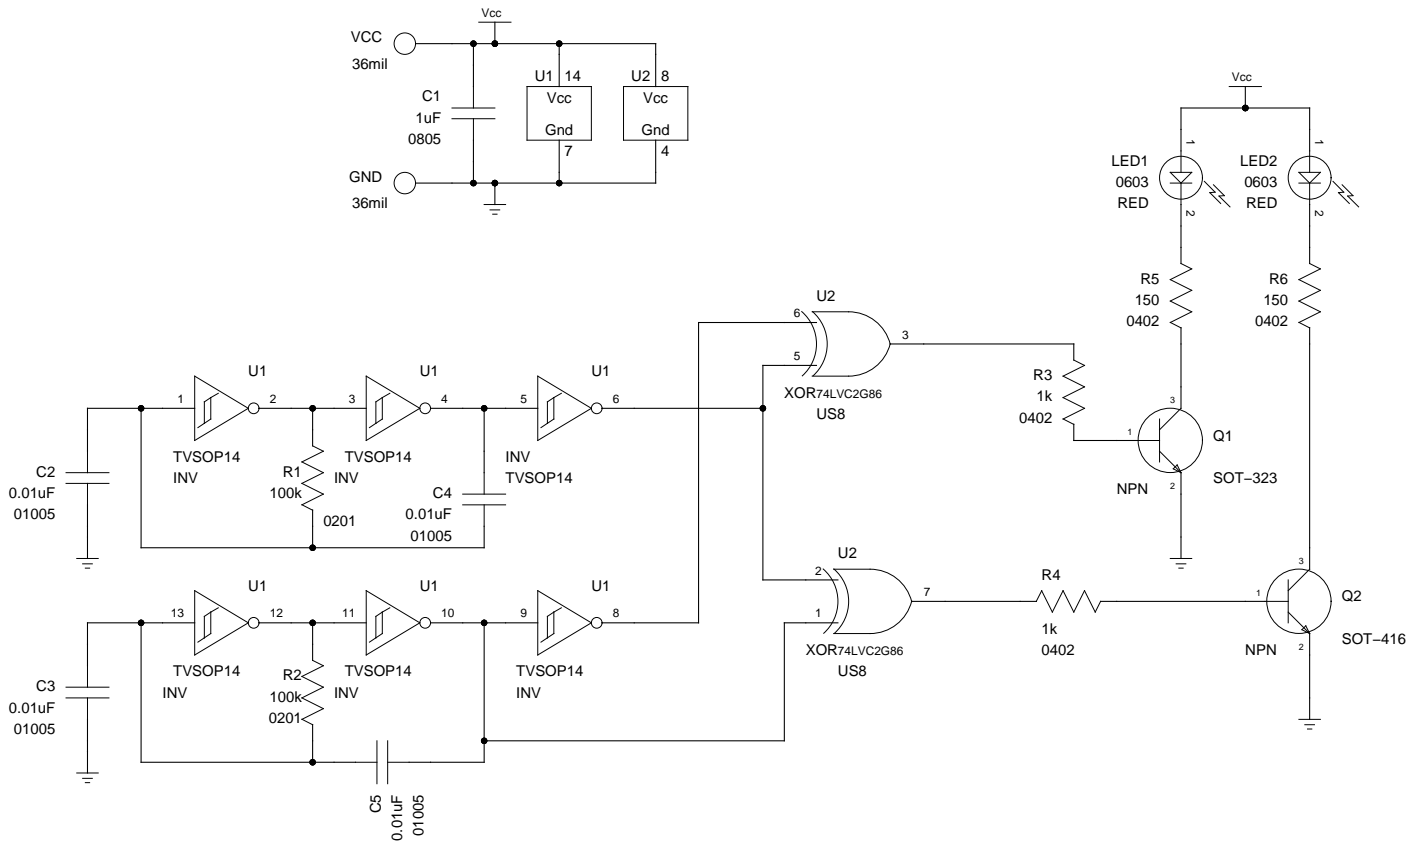 Vcc
VCC
36mil
C1
1uF
0805
U1 14
Vcc
Gnd
7
U2 8
Vcc
Gnd
4
GND
36mil
Vcc
1
LED1
0603
RED
2
1
LED2
0603
RED
2
R5
150
0402
R6
150
0402
U2
6
5
3
XOR74LVC2G86
US8
R3
1k
0402
3
1
Q1
2
NPN
SOT-323
U1
1
2
TVSOP14
INV
U1
3
4
TVSOP14
INV
U1
5
6
INV
TVSOP14
C2
0.01uF
01005
R1
100k
0201
C4
0.01uF
01005
U2
2
1
7
XOR74LVC2G86
US8
R4
1k
0402
3
1
Q2
2
NPN
SOT-416
U1
13
12
TVSOP14
INV
U1
11
10
TVSOP14
INV
U1
9
8
TVSOP14
INV
C3
0.01uF
01005
R2
100k
0201
C5
0.01uF
01005